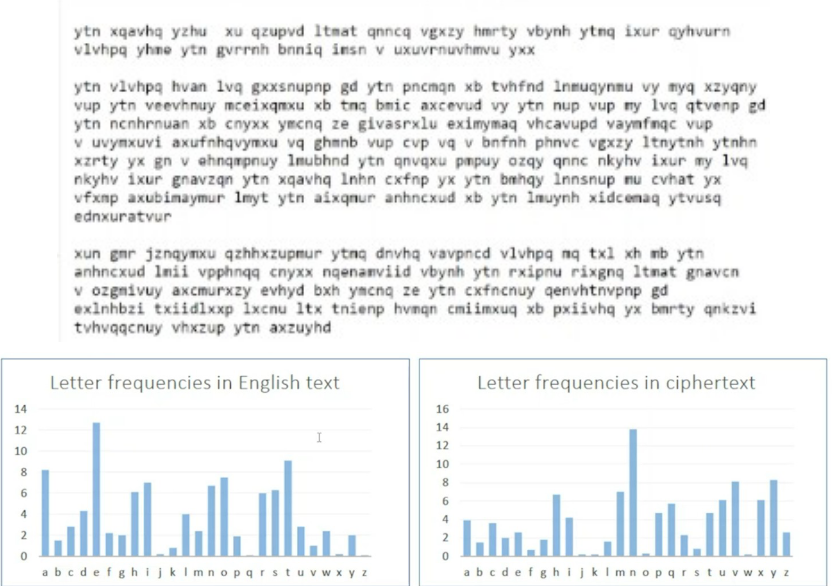 ytn xqavhq yzhu xu qzupvd ltmat qnncq vgxzy hmrty vbynh ytmq ixur qyhvurn
vlvhpq yhme ytn gvrrnh bnniq imsn v uxuvrnuvhmvu yxx
ytn vlvhpq hvan lvq gxxsnupnp gd ytn pncmqn xb tvhfnd lnmuqynmu vy myq xzyqny
vup ytn veevhnuy mceixqmxu xb tmq bmic axcevud vy ytn nup vup my lvq qtvenp gd
ytn ncnhrnuan xb cnyxx ymcnq ze givasrxlu eximymaq vhcavupd vaymfmqc vup
v uvymxuvi axufnhqvymxu vq ghmnb vup cvp vq v bnfnh phnvc vgxzy ltnytnh ytnhn
xzrty yx gn v ehnqmpnuy lmubhnd ytn qnvqxu pmpuy ozqy qnnc nkyhv ixur my lvq
nkyhv ixur gnavzqn ytn xqavhq lnhn cxfnp yx ytn bmhqy lnnsnup mu cvhat yx
vfxmp axubimaymur lmyt ytn aixqmur anhncxud xb ytn lmuynh xidcemaq ytvusq
ednxuratvur
xun gmr jznqymxu qzhhxzupmur ytmq dnvhq vavpncd vlvhpq mq txl xh mb ytn
anhncxud lmii vpphnqq cnyxx nqenamviid vbynh ytn rxipnu rixgnq ltmat gnavcn
v ozgmivuy axcmurxzy evhyd bxh ymcnq ze ytn cxfncnuy qenvhtnvpnp gd
exlnhbzi txiidlxxp lxcnu ltx tnienp hvmqn cmiimxuq xb pxiivhq yx bmrty qnkzvi
tvhvqqcnuy vhxzup ytn axzuyhd
Letter frequencies in English text
14
12
10
8
6
4
2
0
a b c d e f g h i j k l m n o p q r s t u v w x y z
Letter frequencies in ciphertext
16
14
12
10
8
6
4
2
0
a b c d e f g h i j k l m n o p q r s t u v w x y z